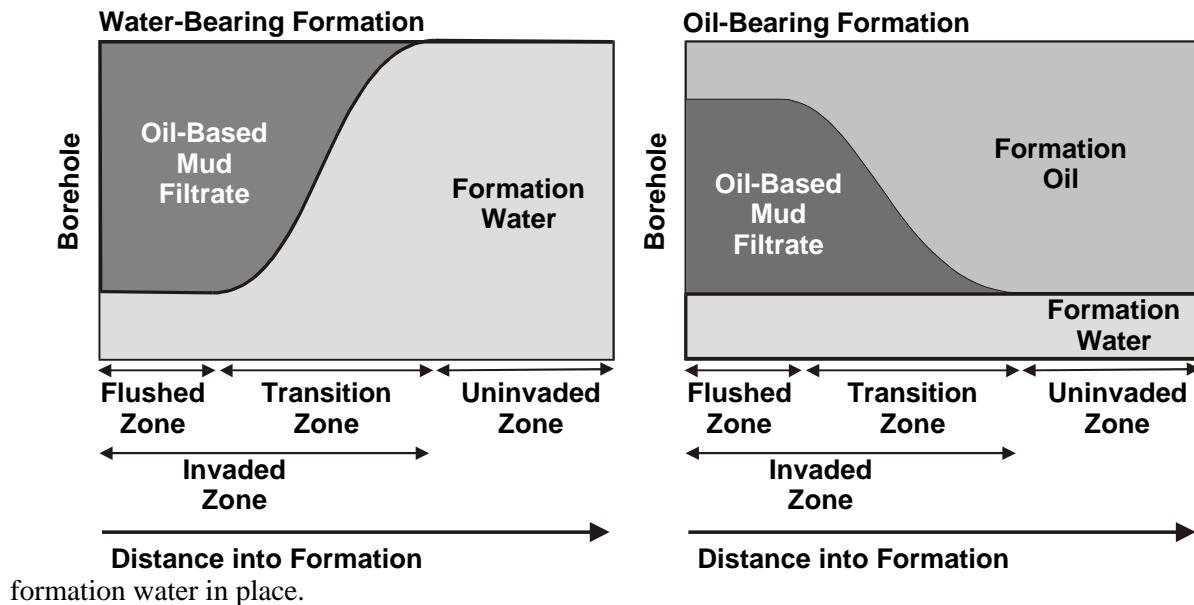 Water-Bearing Formation
Borehole
Oil-Based
Mud
Filtrate
Formation
Water
Flushed
Zone
Transition
Zone
Uninvaded
Zone
Invaded
Zone
Distance into Formation
Oil-Bearing Formation
Borehole
Oil-Based
Mud
Filtrate
Formation
Oil
Formation
Water
Flushed
Zone
Transition
Zone
Uninvaded
Zone
Invaded
Zone
Distance into Formation
formation water in place.